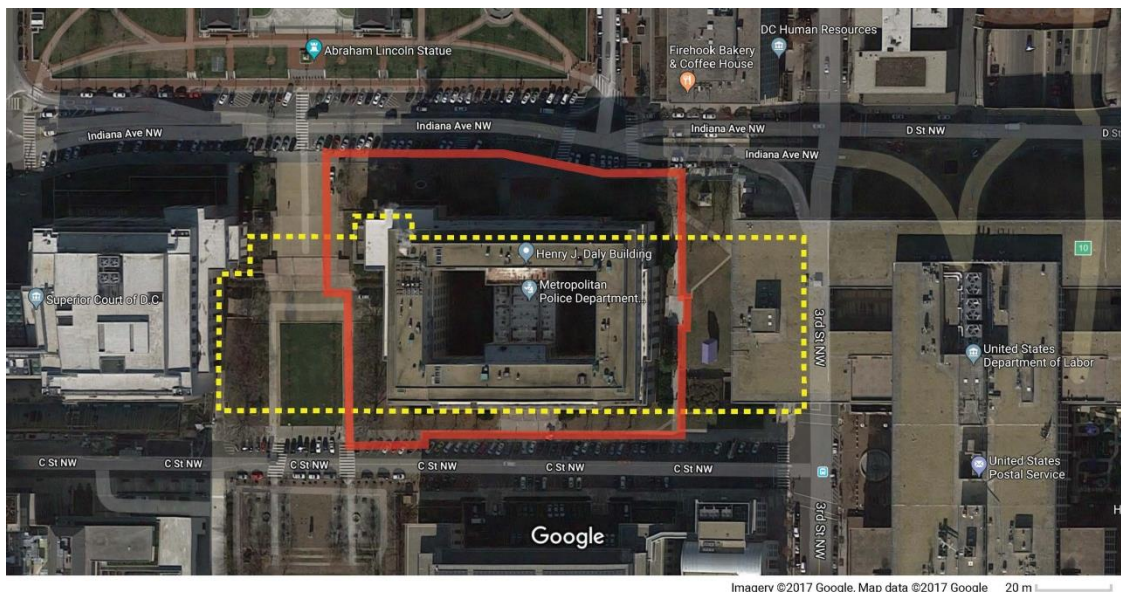 Abraham Lincoln Statue
DC Human Resources
Firehook Bakery
& Coffee House
Indiana Ave NW
Indiana Ave NW
Indiana Ave NW
D St NW
D St
Indiana Ave NW
Henry J. Daly Building
10
Metropolitan
Police Department...
Superior Court of D.C
3rd St NW
United States
Department of Labor
C St NW
C St NW
C St NW
C St NW
C St NW
C St NW
United States
Postal Service
3rd St NW
H
Google
Imagery ©2017 Google, Map data ©2017 Google 20 m